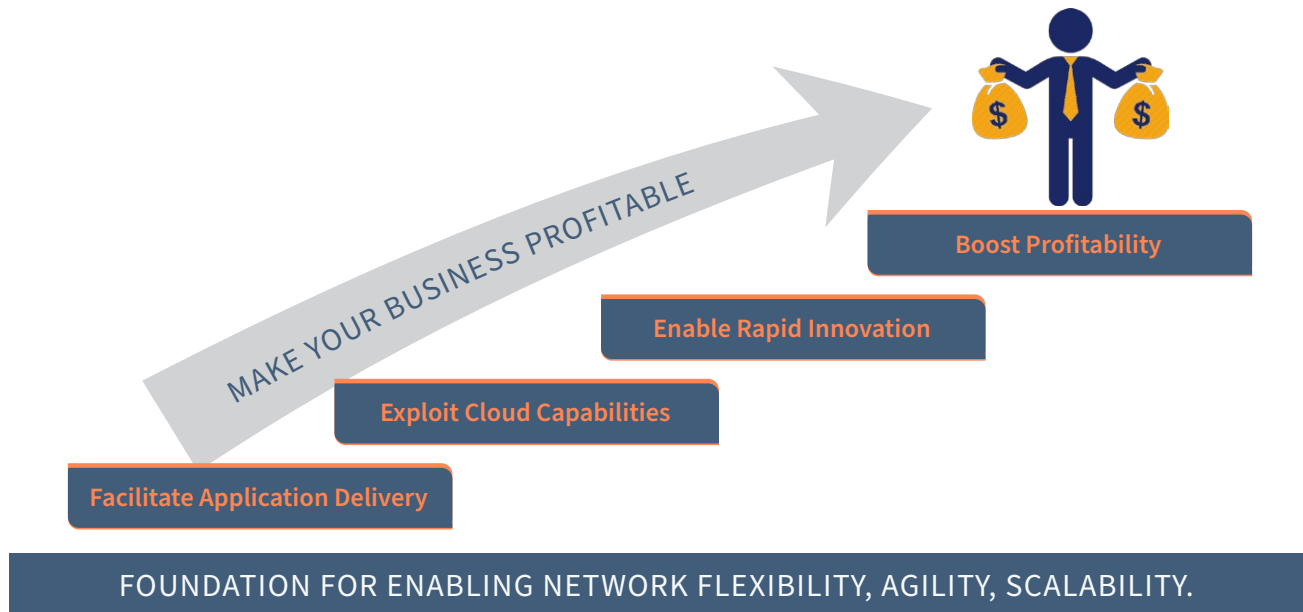 $ $
MAKE YOUR BUSINESS PROFITABLE
Boost Profitability
Enable Rapid Innovation
Exploit Cloud Capabilities
Facilitate Application Delivery
FOUNDATION FOR ENABLING NETWORK FLEXIBILITY, AGILITY, SCALABILITY.